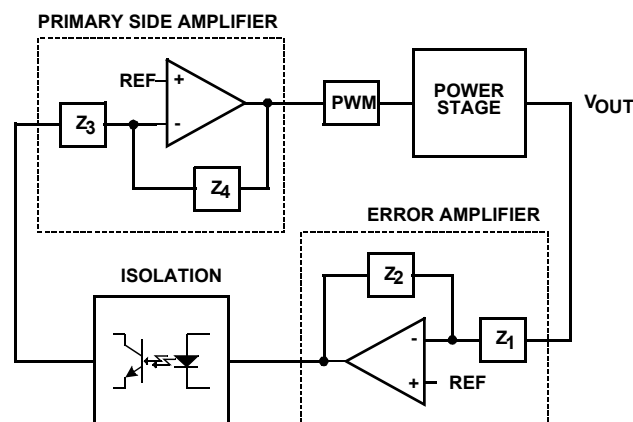 PRIMARY SIDE AMPLIFIER
REF
+
-
Z3
Z4
PWM
POWER
STAGE
VOUT
ERROR AMPLIFIER
ISOLATION
Z2
-
Z1
+
REF